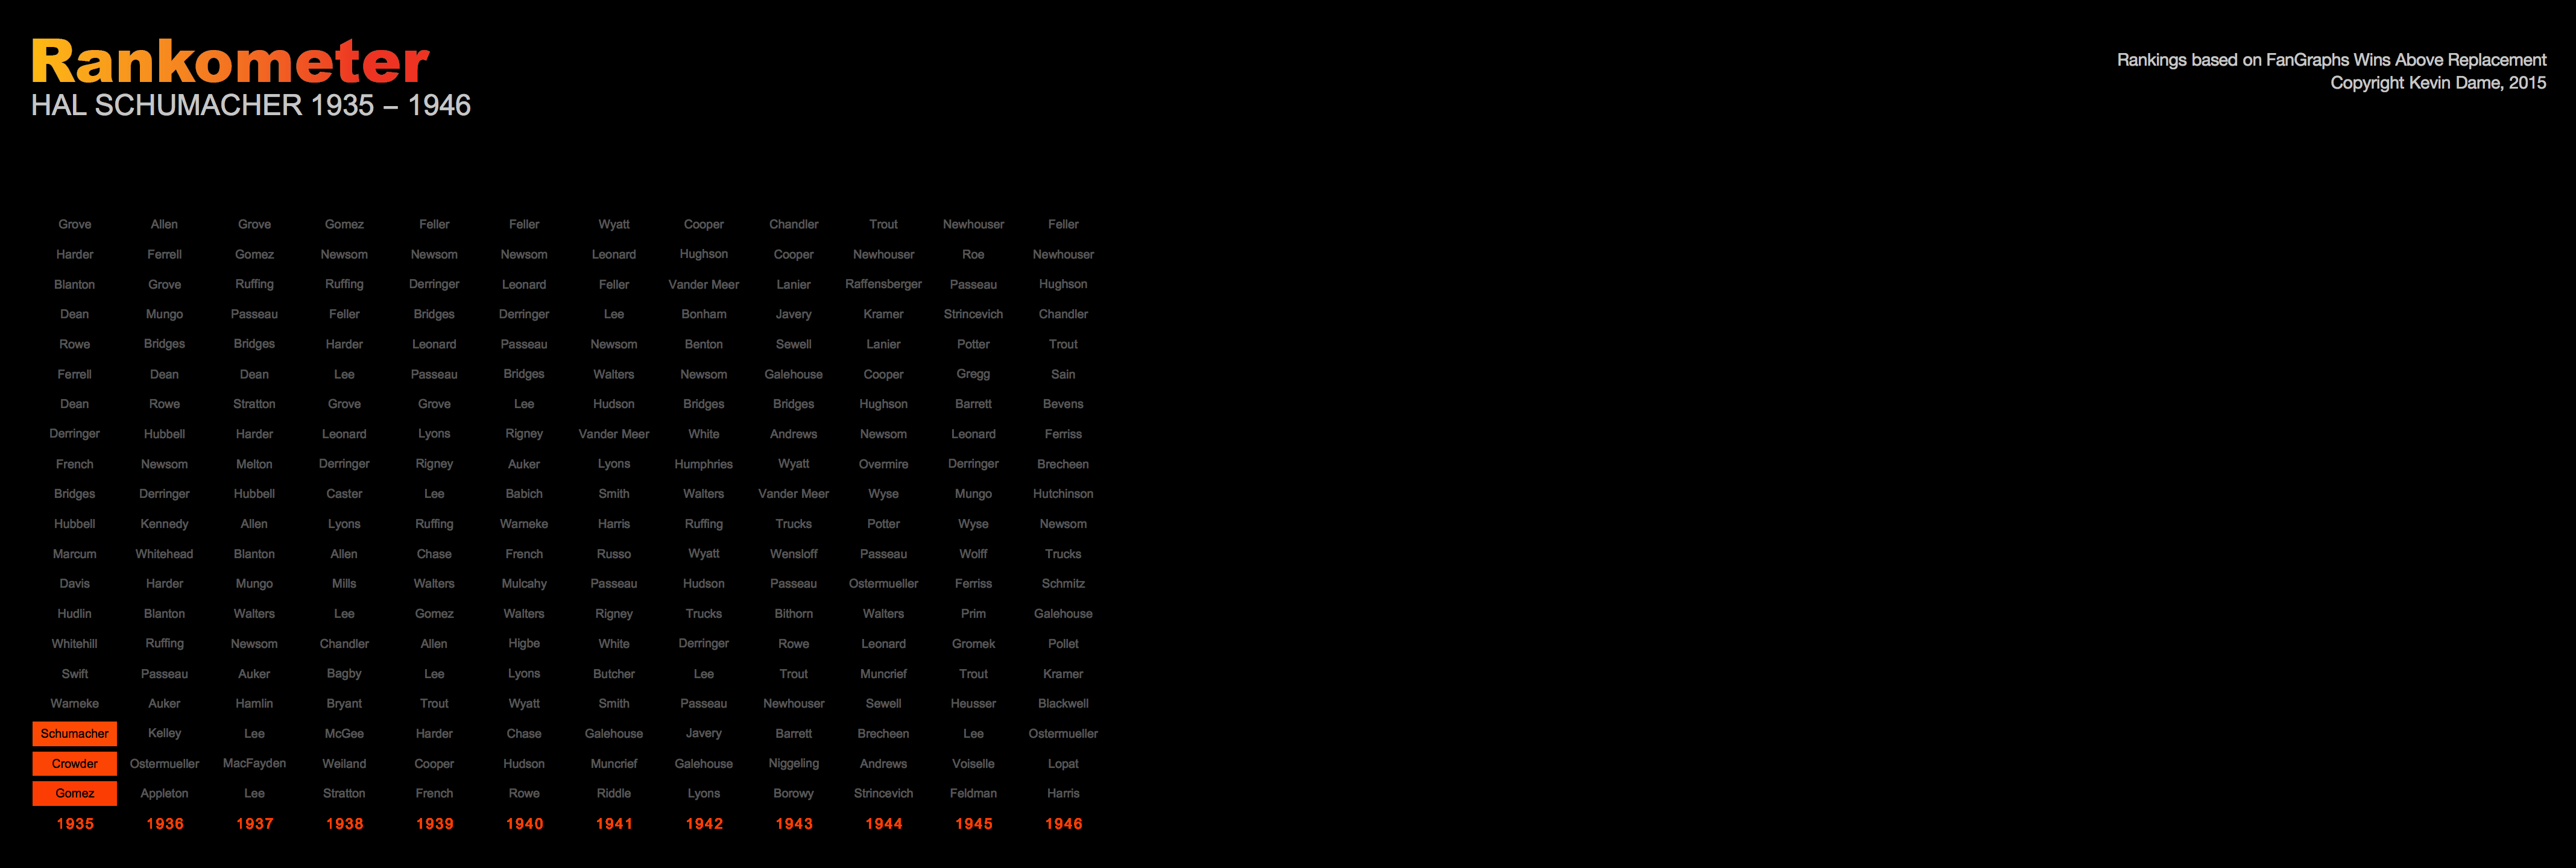 Rankometer
HAL SCHUMACHER 1935 – 1946
Rankings based on FanGraphs Wins Above Replacement
Copyright Kevin Dame, 2015
Grove Allen Grove Gomez Feller Feller Wyatt Cooper Chandler Trout Newhouser Feller
Harder Ferrell Gomez Newsom Newsom Newsom Leonard Hughson Cooper Newhouser Roe Newhouser
Blanton Grove Ruffing Ruffing Derringer Leonard Feller Vander Meer Lanier Raffensberger Passeau Hughson
Dean Mungo Passeau Feller Bridges Derringer Lee Bonham Javery Kramer Strincevich Chandler
Rowe Bridges Bridges Harder Leonard Passeau Newsom Benton Sewell Lanier Potter Trout
Ferrell Dean Dean Lee Passeau Bridges Walters Newsom Galehouse Cooper Gregg Sain
Dean Rowe Stratton Grove Grove Lee Hudson Bridges Bridges Hughson Barrett Bevens
Derringer Hubbell Harder Leonard Lyons Rigney Vander Meer White Andrews Newsom Leonard Ferriss
French Newsom Melton Derringer Rigney Auker Lyons Humphries Wyatt Overmire Derringer Brecheen
Bridges Derringer Hubbell Caster Lee Babich Smith Walters Vander Meer Wyse Mungo Hutchinson
Hubbell Kennedy Allen Lyons Ruffing Warneke Harris Ruffing Trucks Potter Wyse Newsom
Marcum Whitehead Blanton Allen Chase French Russo Wyatt Wensloff Passeau Wolff Trucks
Davis Harder Mungo Mills Walters Mulcahy Passeau Hudson Passeau Ostermueller Ferriss Schmitz
Hudlin Blanton Walters Lee Gomez Walters Rigney Trucks Bithorn Walters Prim Galehouse
Whitehill Ruffing Newsom Chandler Allen Higbe White Derringer Rowe Leonard Gromek Pollet
Swift Passeau Auker Bagby Lee Lyons Butcher Lee Trout Muncrief Trout Kramer
Warneke Auker Hamlin Bryant Trout Wyatt Smith Passeau Newhouser Sewell Heusser Blackwell
Schumacher Kelley Lee McGee Harder Chase Galehouse Javery Barrett Brecheen Lee Ostermueller
Crowder Ostermueller MacFayden Weiland Cooper Hudson Muncrief Galehouse Niggeling Andrews Voiselle Lopat
Gomez Appleton Lee Stratton French Rowe Riddle Lyons Borowy Strincevich Feldman Harris
1935 1936 1937 1938 1939 1940 1941 1942 1943 1944 1945 1946